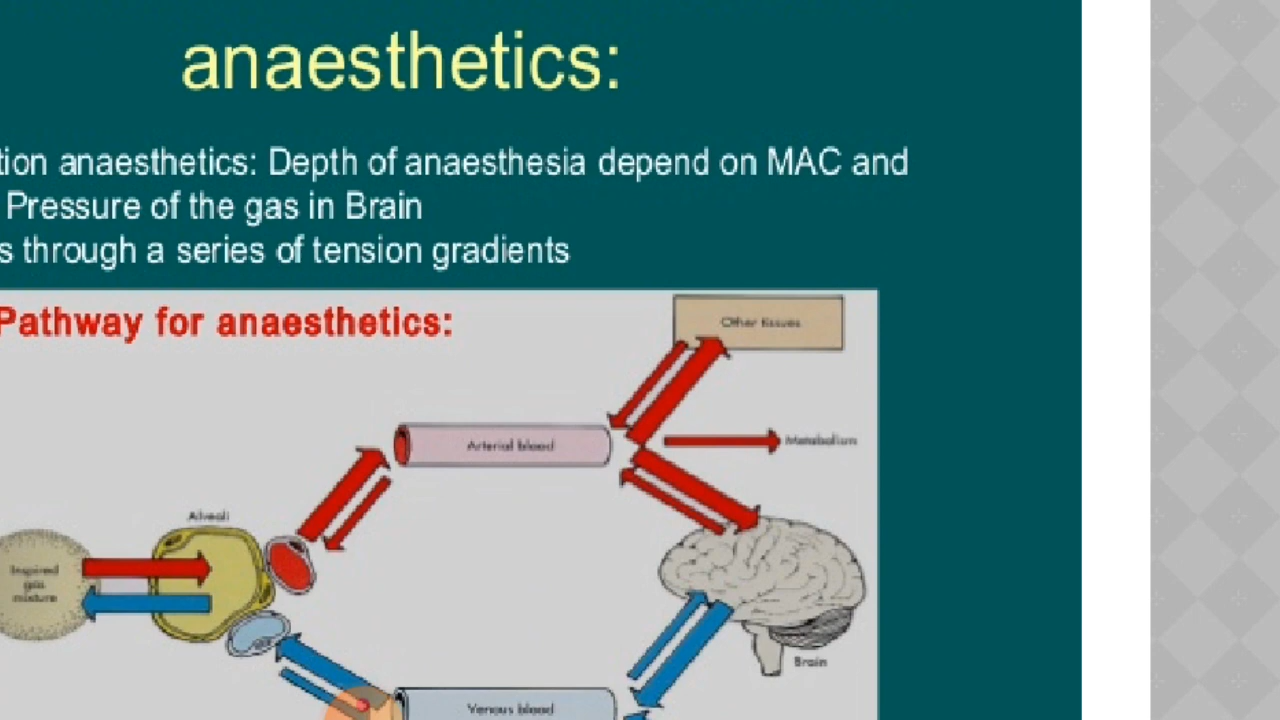 anaesthetics:
tion anaesthetics: Depth of anaesthesia depend on MAC and
Pressure of the gas in Brain
s through a series of tension gradients
Pathway for anaesthetics:
Other tissues
Arterial blood
Metabolism
Alveoli
Inspired
gas
mixture
Brain
Venous blood